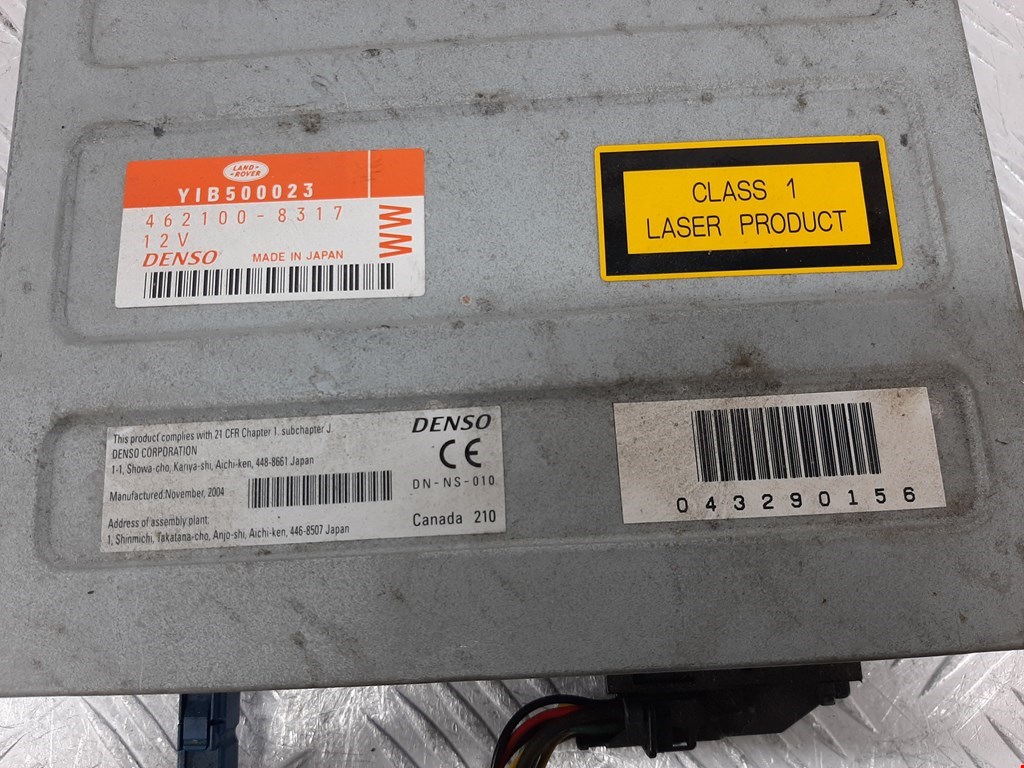 LAND-
ROVER
YIB500023
462100-8317
12V
DENSO MADE IN JAPAN
WW
CLASS 1
LASER PRODUCT
This product complies with 21 CFR Chapter 1. subchapter J.
DENSO CORPORATION
1-1, Showa-cho, Kariya-shi, Aichi-ken, 448-8661 Japan
Manufactured:November, 2004
Address of assembly plant.
1, Shinmichi, Takatana-cho, Anjo-shi, Aichi-ken, 446-8507 Japan
DENSO
CE
DN-NS-010
Canada 210
043290156